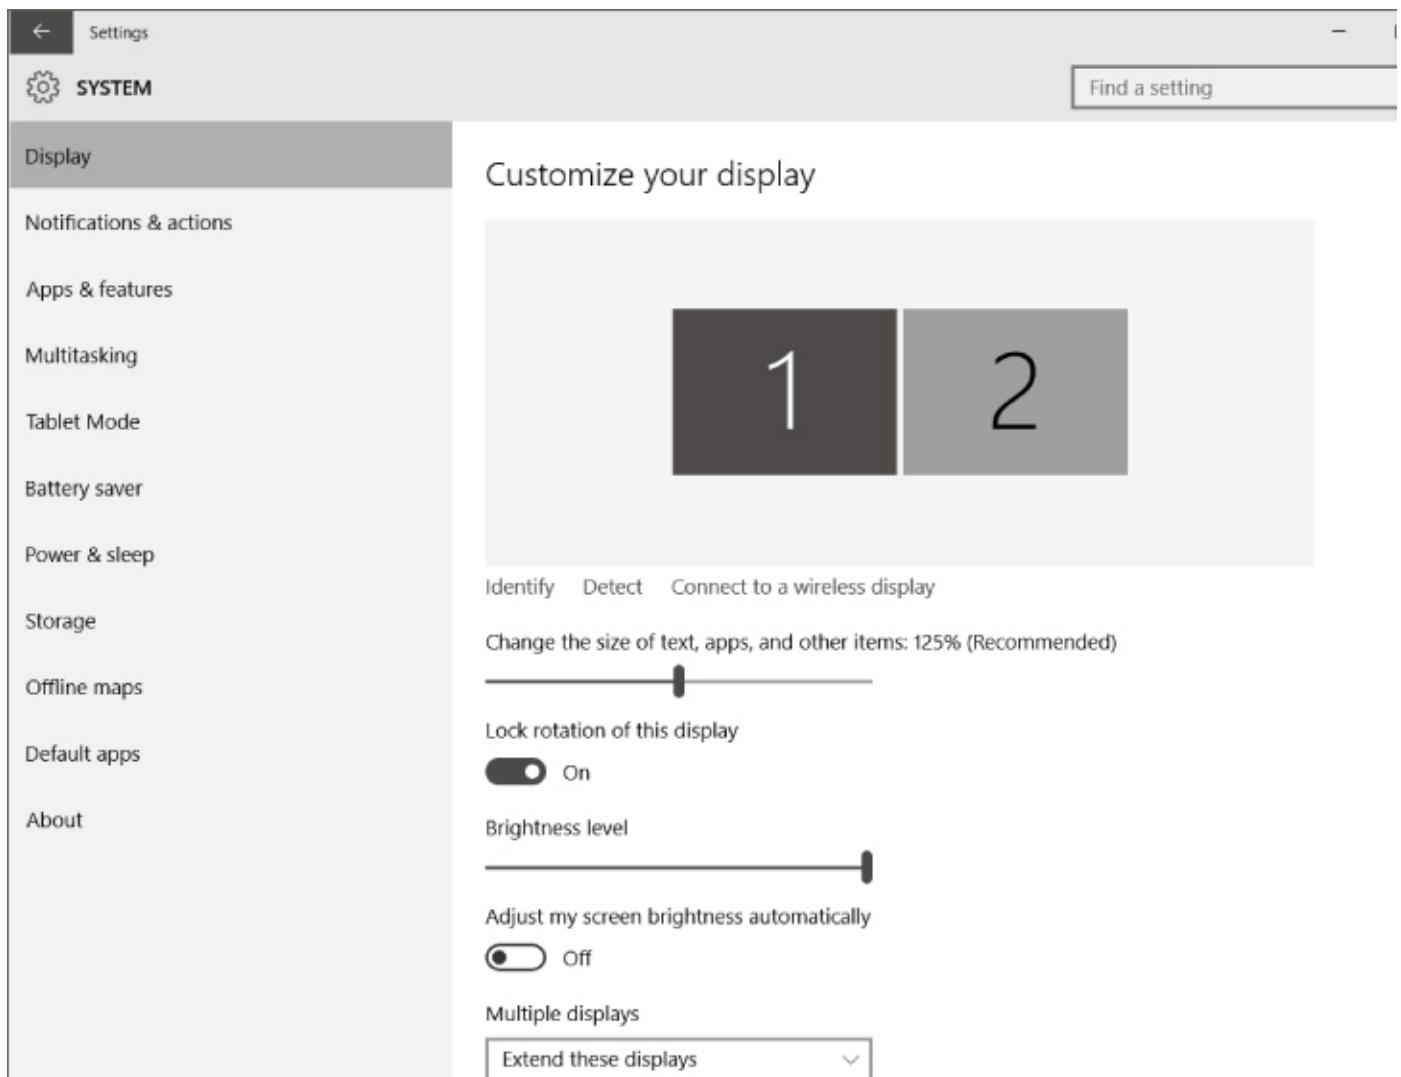 Settings
SYSTEM
Find a setting
Display
Notifications & actions
Apps & features
Multitasking
Tablet Mode
Battery saver
Power & sleep
Storage
Offline maps
Default apps
About
Customize your display
1 2
Identify Detect Connect to a wireless display
Change the size of text, apps, and other items: 125% (Recommended)
Lock rotation of this display
On
Brightness level
Adjust my screen brightness automatically
Off
Multiple displays
Extend these displays